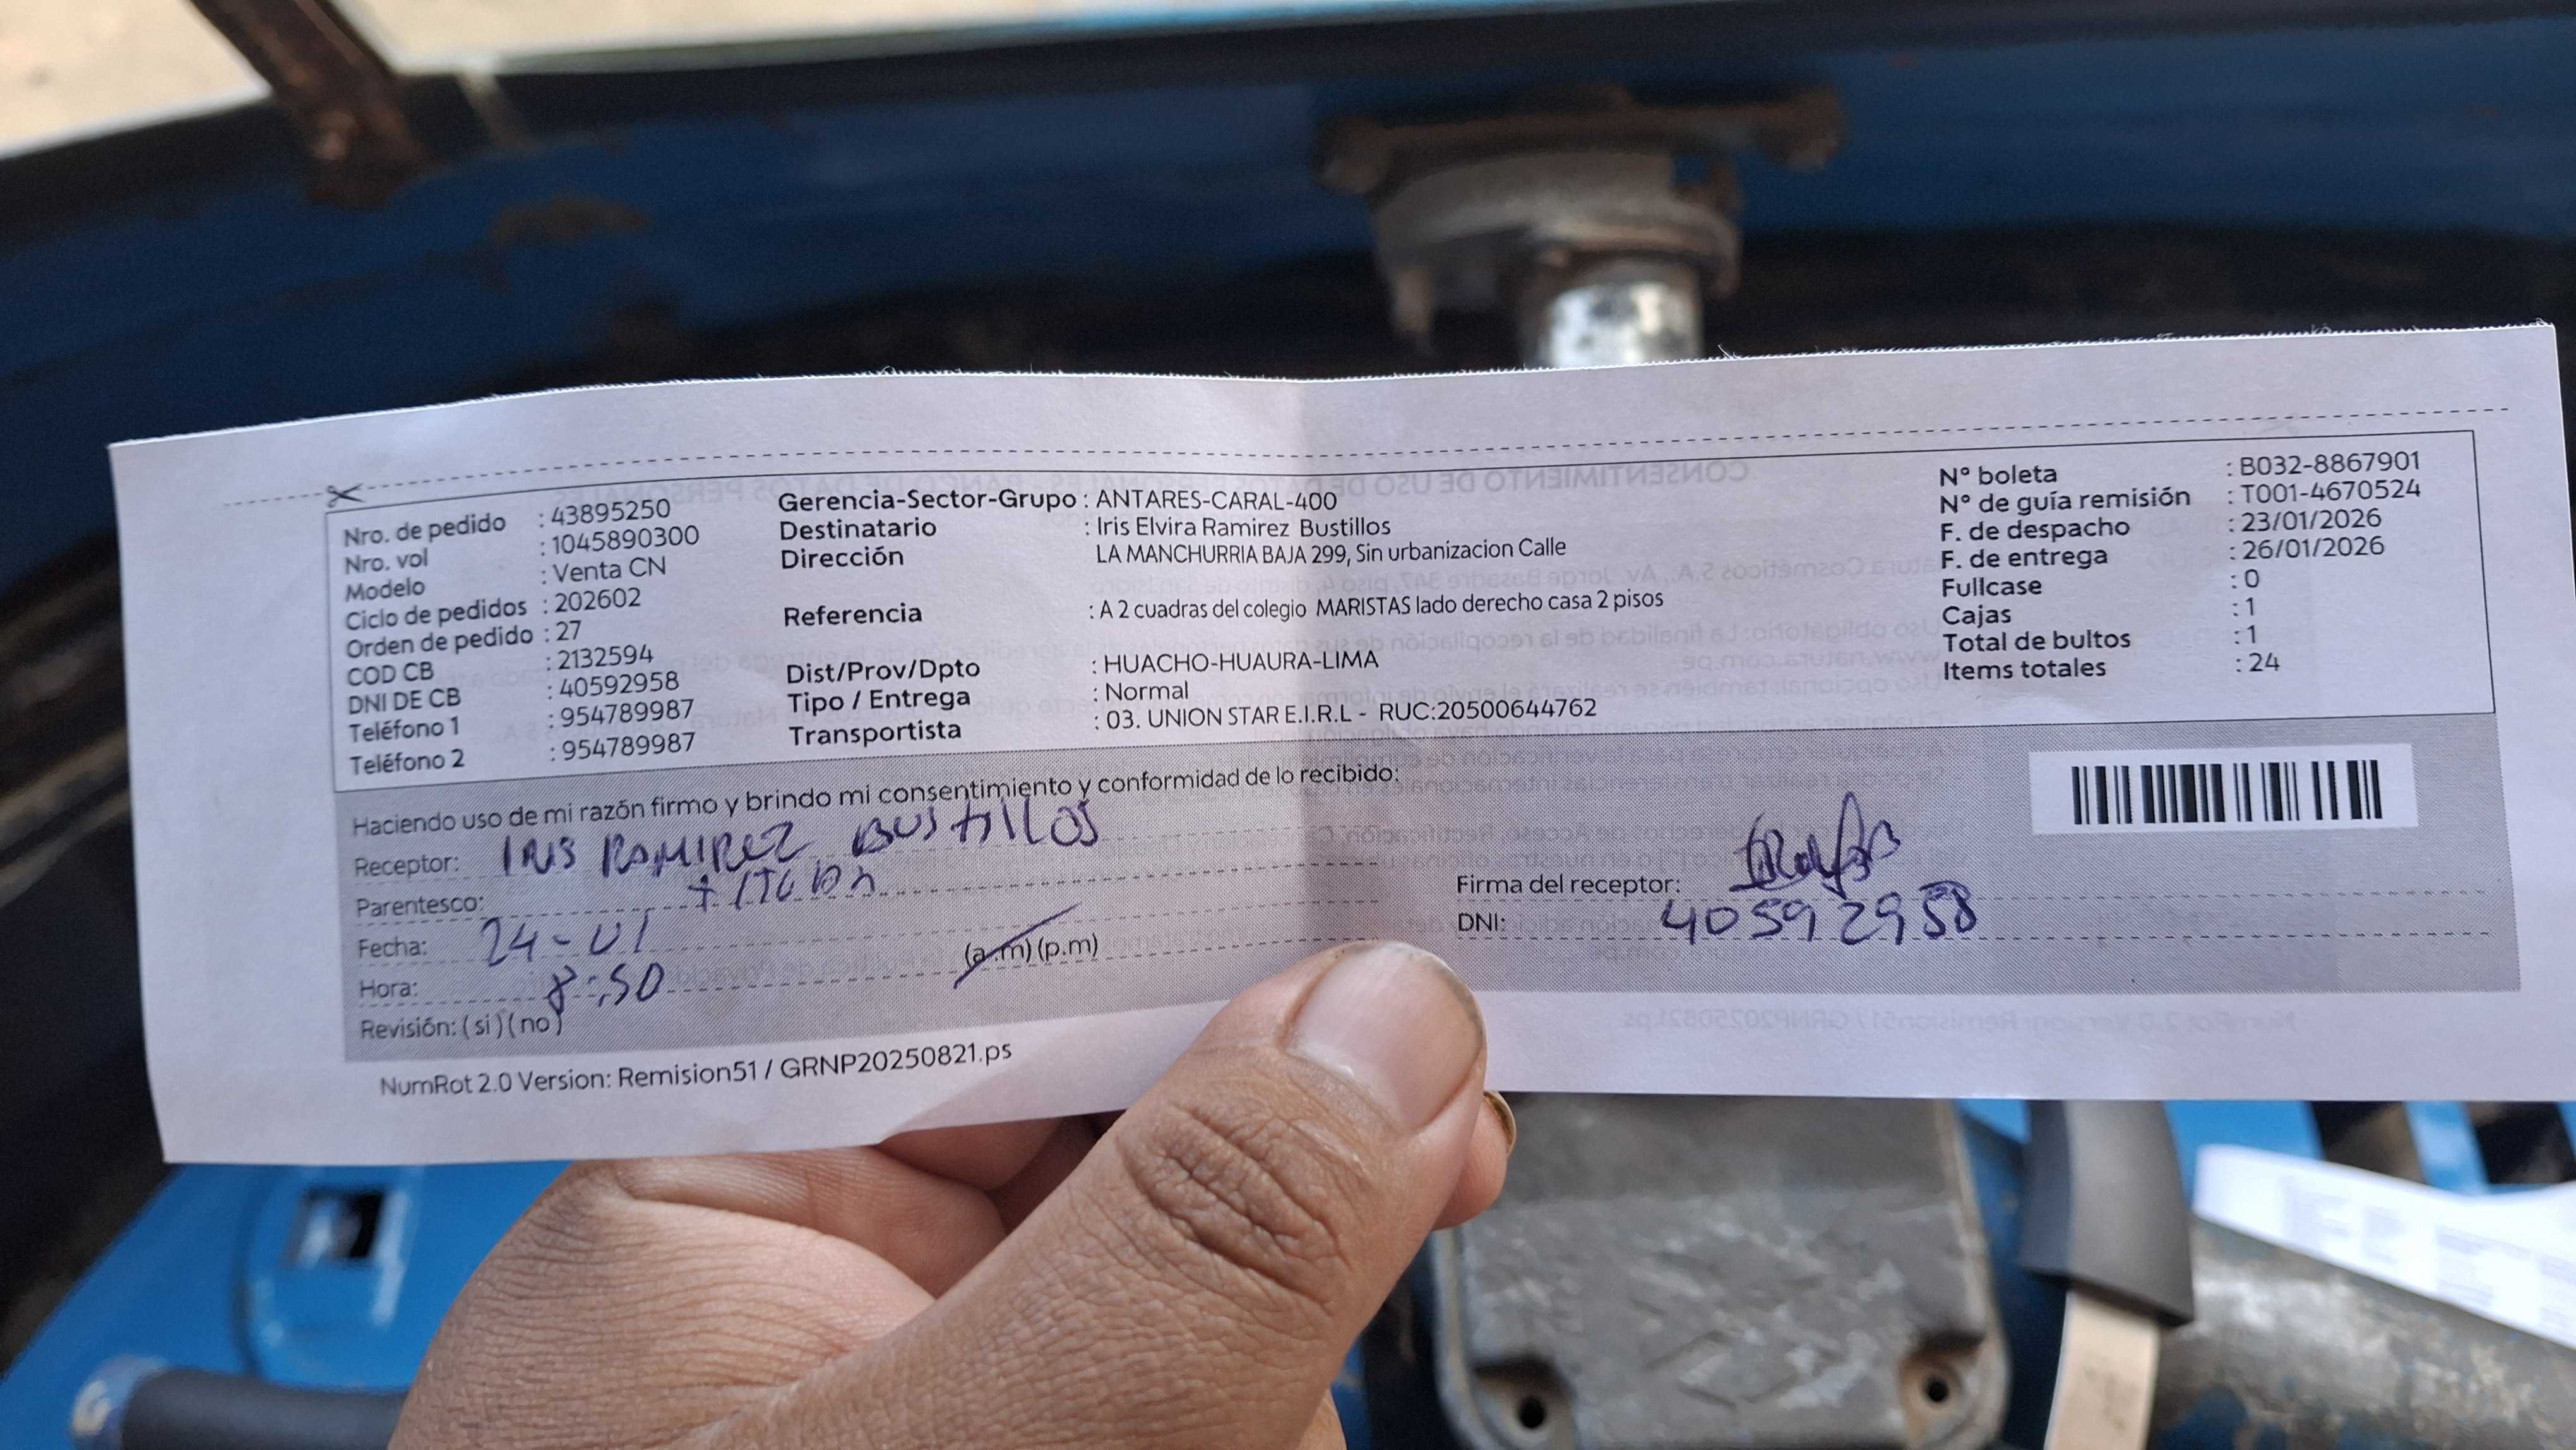 Nro. de pedido : 43895250
Nro. vol : 1045890300
Modelo : Venta CN
Ciclo de pedidos : 202602
Orden de pedido : 27
COD CB : 2132594
DNI DE CB : 40592958
Teléfono 1 : 954789987
Teléfono 2 : 954789987
Gerencia-Sector-Grupo : ANTARES-CARAL-400
Destinatario : Iris Elvira Ramirez Bustillos
Dirección LA MANCHURRIA BAJA 299, Sin urbanizacion Calle
Referencia : A 2 cuadras del colegio MARISTAS lado derecho casa 2 pisos
Dist/Prov/Dpto : HUACHO-HUAURA-LIMA
Tipo / Entrega : Normal
Transportista : 03. UNION STAR E.I.R.L - RUC:20500644762
N° boleta : B032-8867901
N° de guía remisión : T001-4670524
F. de despacho : 23/01/2026
F. de entrega : 26/01/2026
Fullcase : 0
Cajas : 1
Total de bultos : 1
Items totales : 24
Haciendo uso de mi razón firmo y brindo mi consentimiento y conformidad de lo recibido:
Receptor: IRIS RAMIREZ BUSTILLOS
Parentesco:
Fecha: 24-01
Hora: 8:50 (a.m) (p.m)
Revisión: (si) (no)
Firma del receptor:
DNI: 40592958
NumRot 2.0 Version: Remision51 / GRNP20250821.ps